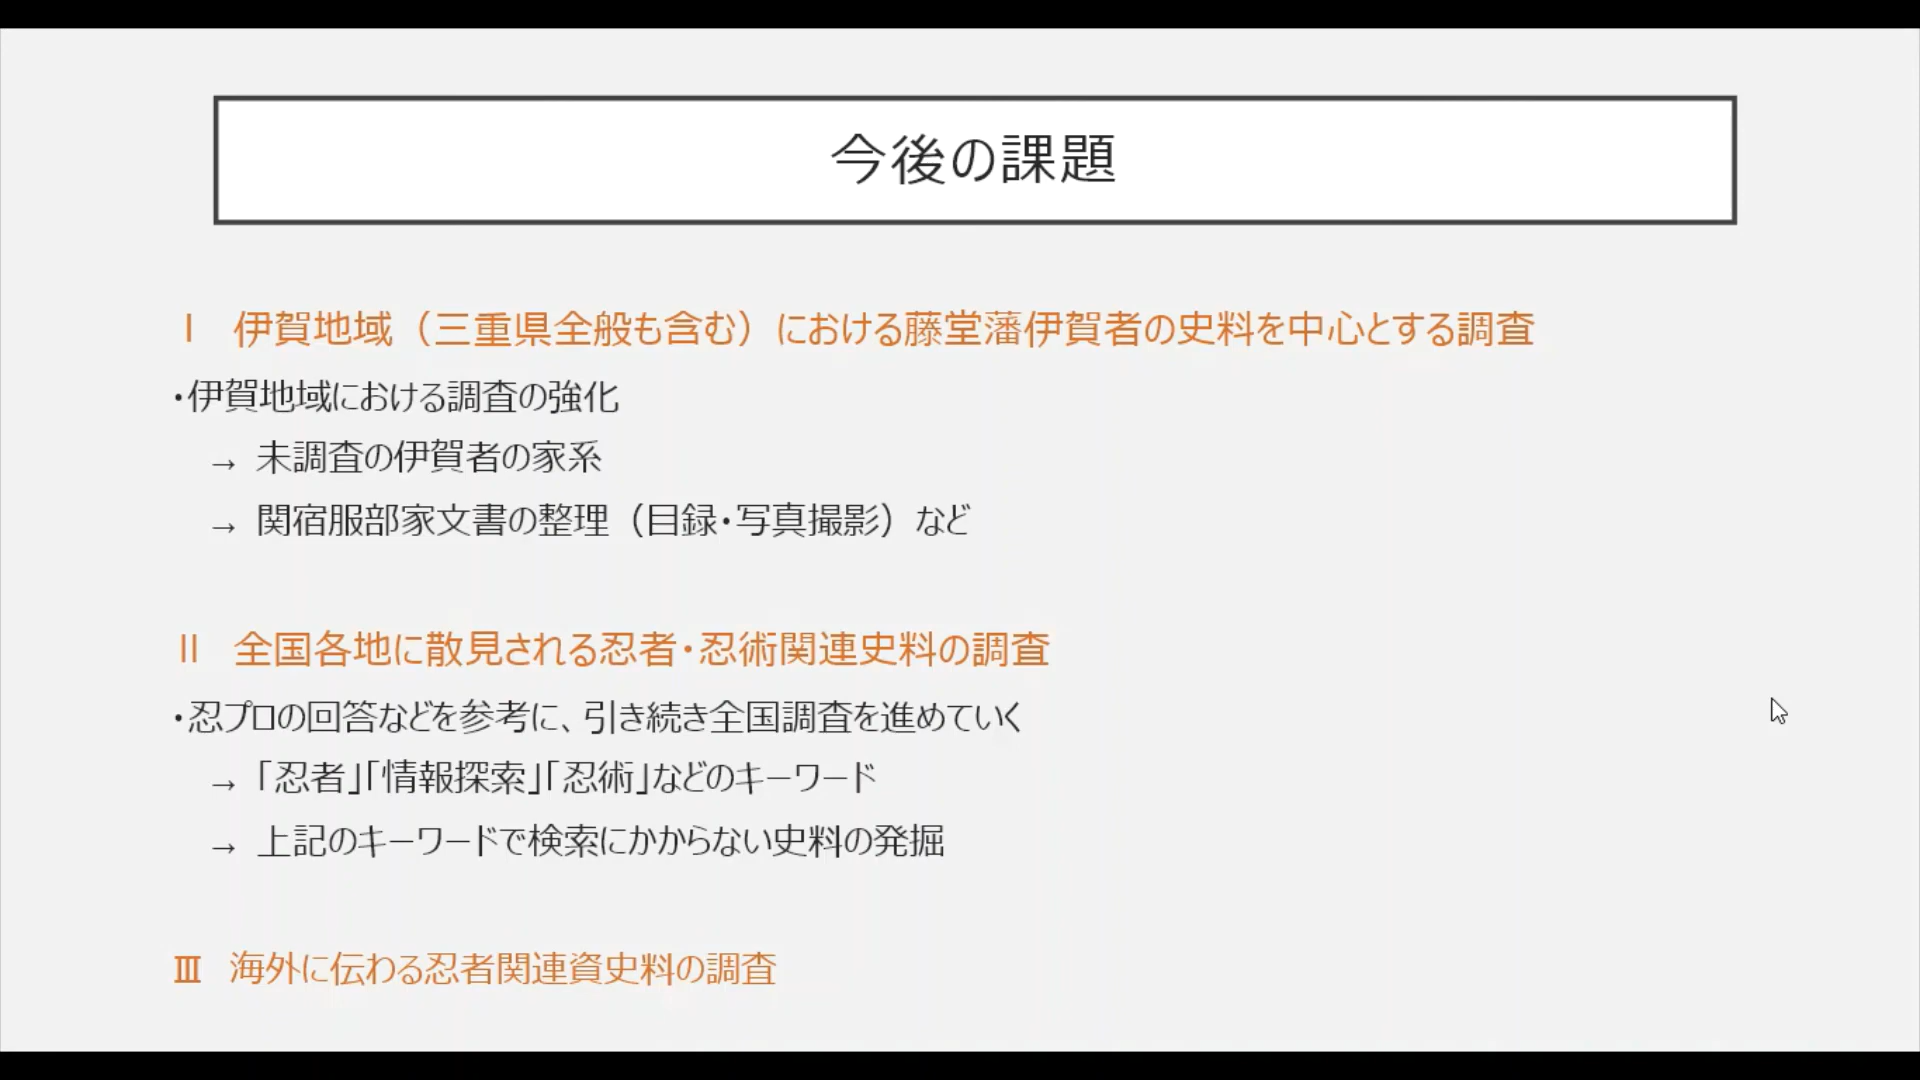 今後の課題
Ⅰ 伊賀地域（三重県全般も含む）における藤堂藩伊賀者の史料を中心とする調査
・伊賀地域における調査の強化
→ 未調査の伊賀者の家系
→ 関宿服部家文書の整理（目録・写真撮影）など
Ⅱ 全国各地に散見される忍者・忍術関連史料の調査
・忍プロの回答などを参考に、引き続き全国調査を進めていく
→ 「忍者」「情報探索」「忍術」などのキーワード
→ 上記のキーワードで検索にかからない史料の発掘
Ⅲ 海外に伝わる忍者関連資史料の調査